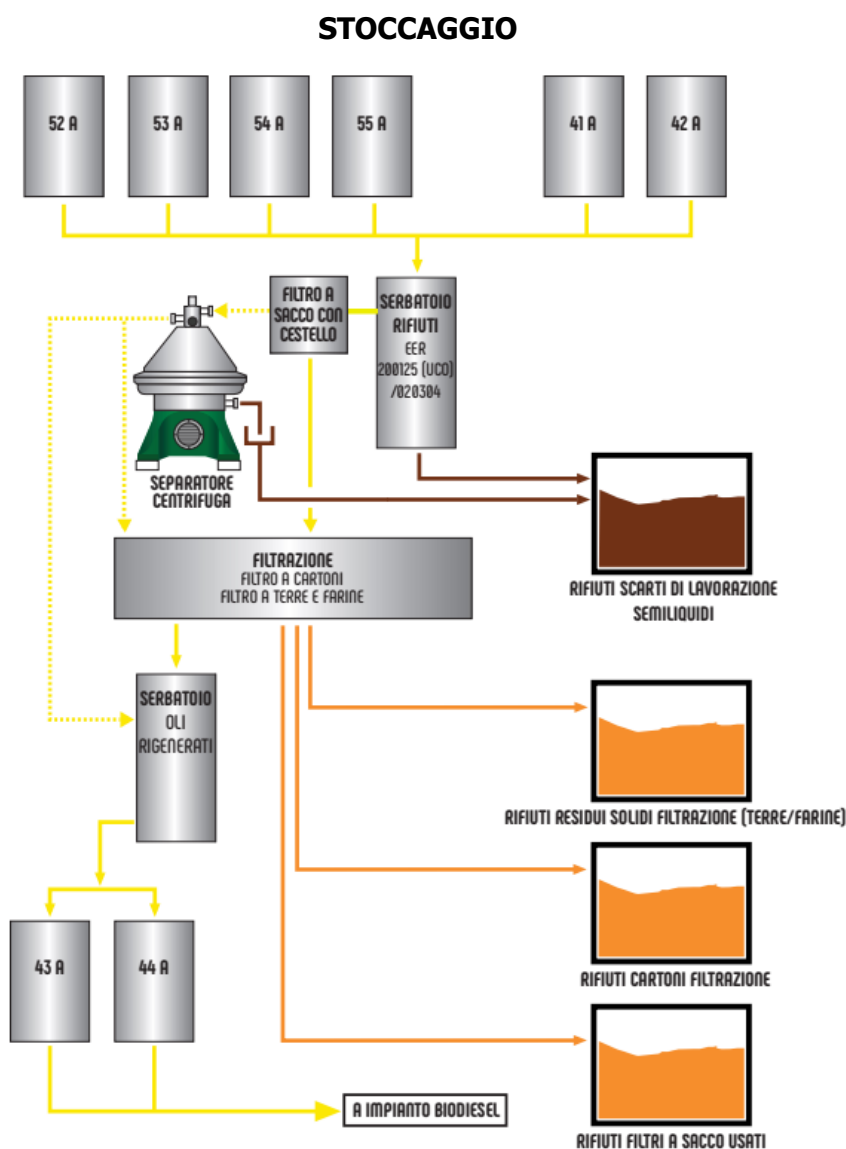 STOCCAGGIO
52 A
53 A
54 A
55 A
41 A
42 A
FILTRO A
SACCO CON
CESTELLO
SERBATOIO
RIFIUTI
EER
200125 (UCO)
/020304
SEPARATORE
CENTRIFUGA
FILTRAZIONE
FILTRO A CARTONI
FILTRO A TERRE E FARINE
RIFIUTI SCARTI DI LAVORAZIONE
SEMILIQUIDI
SERBATOIO
OLI
RIGENERATI
RIFIUTI RESIDUI SOLIDI FILTRAZIONE (TERRE/FARINE)
43 A
44 A
RIFIUTI CARTONI FILTRAZIONE
A IMPIANTO BIODIESEL
RIFIUTI FILTRI A SACCO USATI